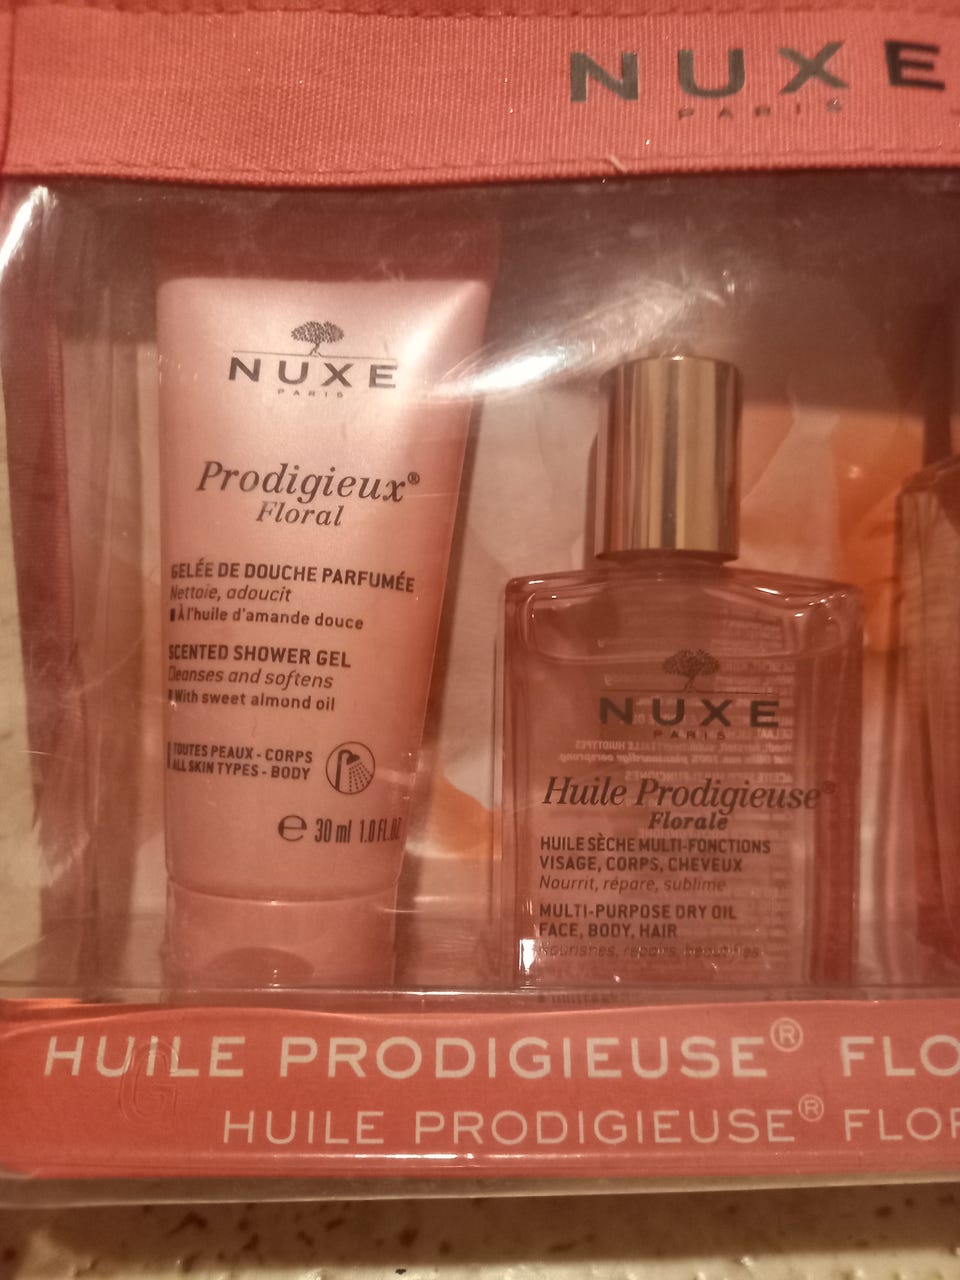 NUXE
PARIS
NUXE
PARIS
Prodigieux®
Floral
GELÉE DE DOUCHE PARFUMÉE
Nettoie, adoucit
À l'huile d'amande douce
SCENTED SHOWER GEL
Cleanses and softens
With sweet almond oil
TOUTES PEAUX - CORPS
ALL SKIN TYPES - BODY
e 30 ml 1.0 FL.OZ
NUXE
PARIS
Huile Prodigieuse®
Florale
HUILE SÈCHE MULTI-FONCTIONS
VISAGE, CORPS, CHEVEUX
Nourrit, répare, sublime
MULTI-PURPOSE DRY OIL
FACE, BODY, HAIR
Nourishes, repairs, beautifies
HUILE PRODIGIEUSE® FLO
HUILE PRODIGIEUSE® FLOR